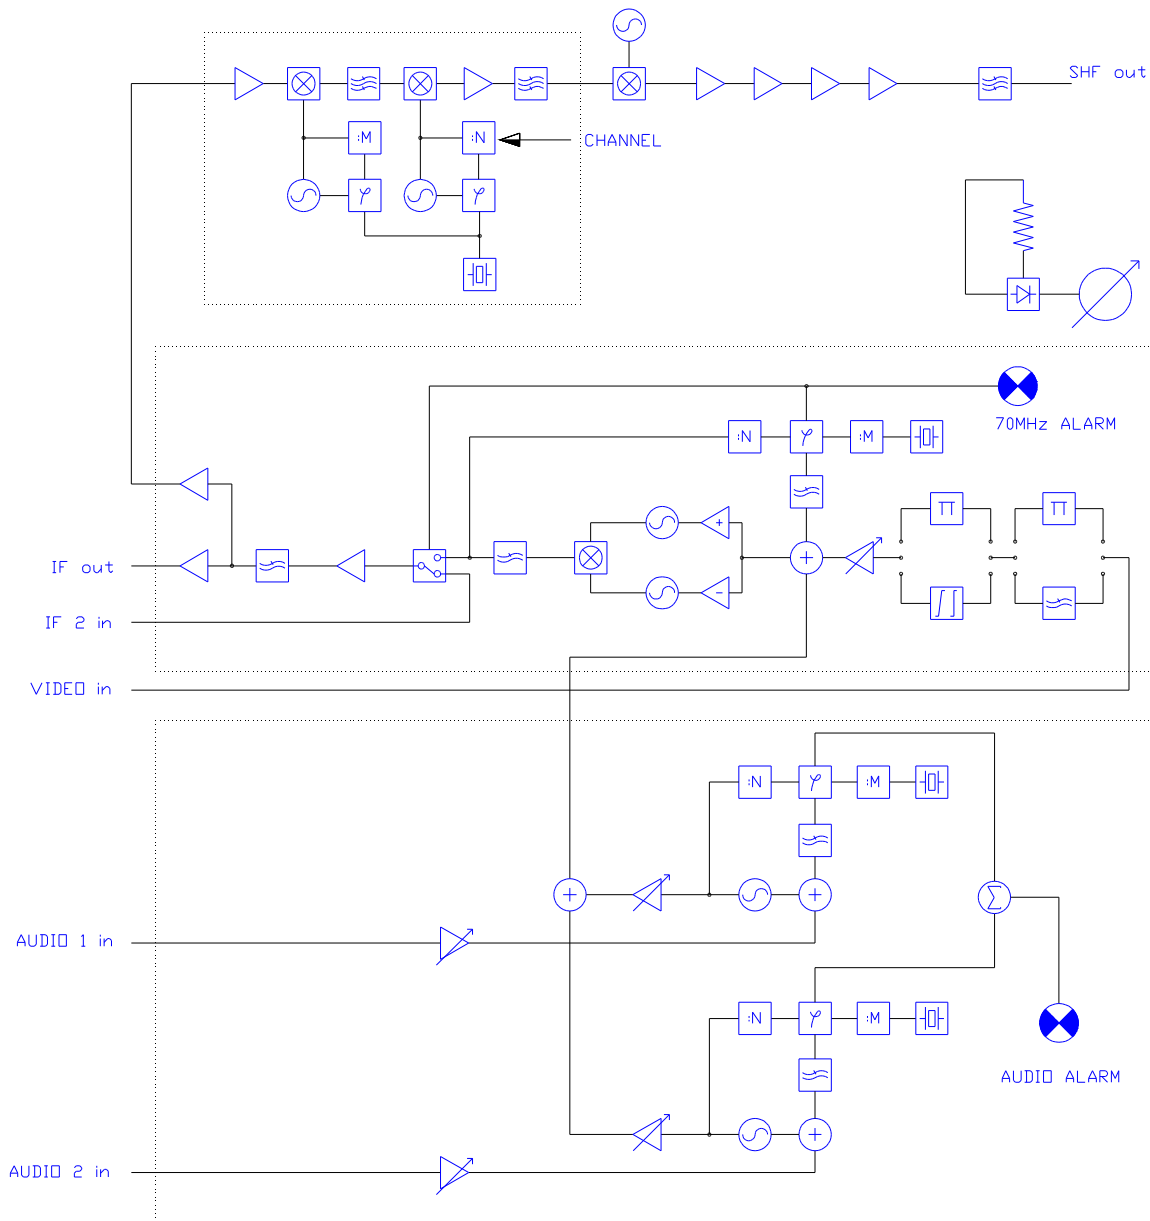 SHF out
:M
:N
CHANNEL
φ
φ
70MHz ALARM
:N
φ
:M
IF out
IF 2 in
VIDEO in
:N
φ
:M
AUDIO 1 in
Σ
:N
φ
:M
AUDIO ALARM
AUDIO 2 in